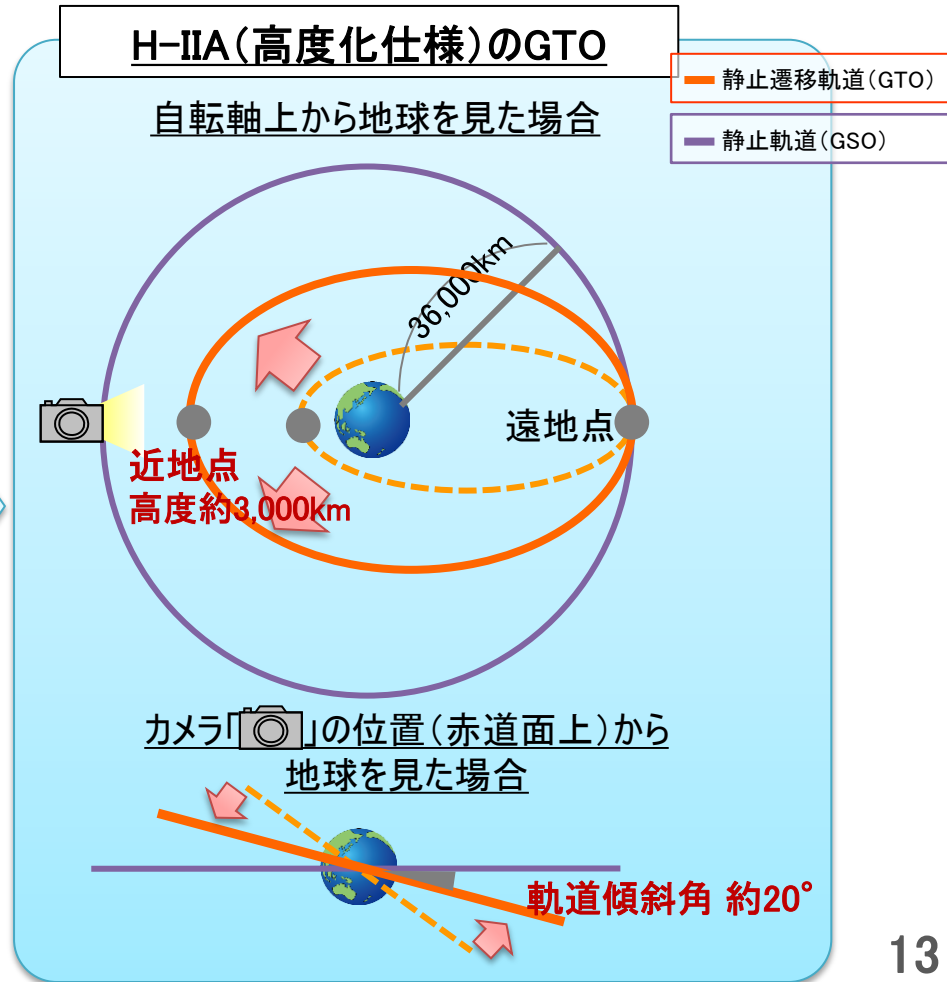 H-IIA(高度化仕様)のGTO
静止遷移軌道(GTO)
静止軌道(GSO)
自転軸上から地球を見た場合
36,000km
遠地点
近地点
高度約3,000km
カメラ「」の位置(赤道面上)から
地球を見た場合
軌道傾斜角 約20°
13